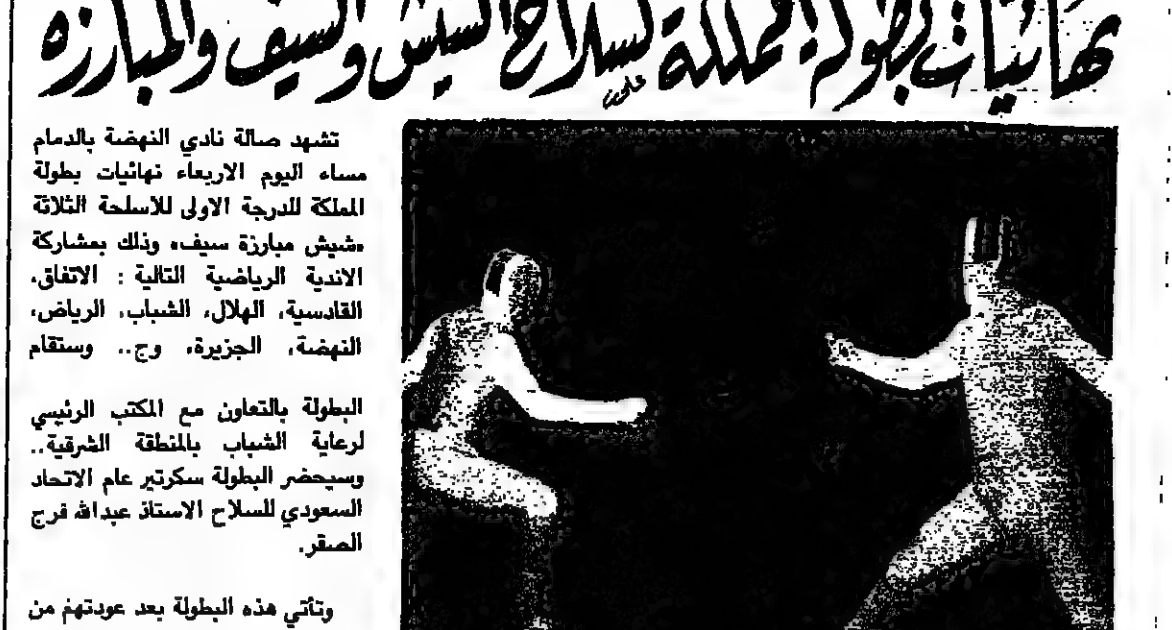 نهائيات بطولة المملكة لسلاح الشيش والسيف والمبارزه
تشهد صالة نادي النهضة بالدمام
مساء اليوم الاربعاء نهائيات بطولة
المملكة للدرجة الاولى للاسلحة الثلاثة
«شيش مبارزة سيف» وذلك بمشاركة
الاندية الرياضية التالية : الاتفاق،
القادسية، الهلال، الشباب، الرياض،
النهضة، الجزيرة، وج.. وستقام
البطولة بالتعاون مع المكتب الرئيسي
لرعاية الشباب بالمنطقة الشرقية..
وسيحضر البطولة سكرتير عام الاتحاد
السعودي للسلاح الاستاذ عبدالله فرج
الصقر.
وتأتي هذه البطولة بعد عودتهم من